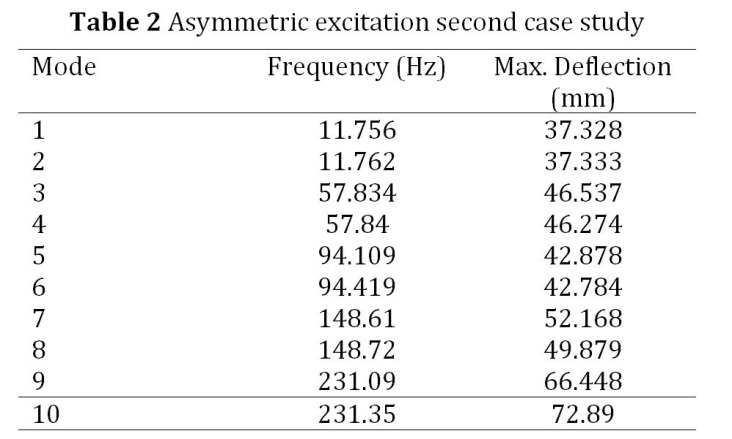 Table 2 Asymmetric excitation second case study
Mode Frequency (Hz) Max. Deflection
(mm)
1 11.756 37.328
2 11.762 37.333
3 57.834 46.537
4 57.84 46.274
5 94.109 42.878
6 94.419 42.784
7 148.61 52.168
8 148.72 49.879
9 231.09 66.448
10 231.35 72.89